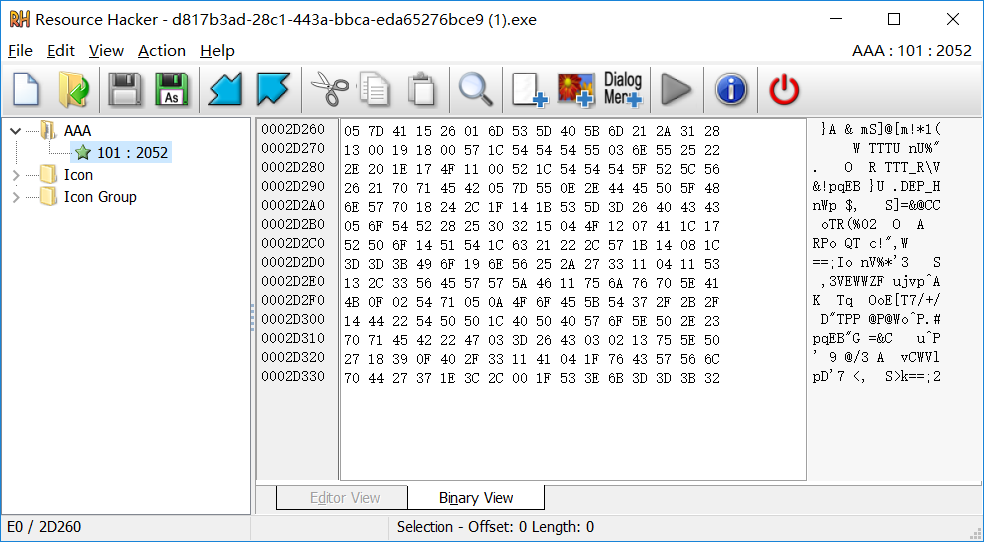 Resource Hacker - d817b3ad-28c1-443a-bbca-eda65276bce9 (1).exe
File Edit View Action Help AAA : 101 : 2052
As Dialog Mer
AAA
101 : 2052
Icon
Icon Group
0002D260 05 7D 41 15 26 01 6D 53 5D 40 5B 6D 21 2A 31 28 }A & mS]@[m!*1(
0002D270 13 00 19 18 00 57 1C 54 54 54 55 03 6E 55 25 22 W TTTU nU%"
0002D280 2E 20 1E 17 4F 11 00 52 1C 54 54 54 5F 52 5C 56 . O R TTT_R\V
0002D290 26 21 70 71 45 42 05 7D 55 0E 2E 44 45 50 5F 48 &!pqEB }U .DEP_H
0002D2A0 6E 57 70 18 24 2C 1F 14 1B 53 5D 3D 26 40 43 43 nWp $, S]=&@CC
0002D2B0 05 6F 54 52 28 25 30 32 15 04 4F 12 07 41 1C 17 oTR(%02 O A
0002D2C0 52 50 6F 14 51 54 1C 63 21 22 2C 57 1B 14 08 1C RPo QT c!",W
0002D2D0 3D 3D 3B 49 6F 19 6E 56 25 2A 27 33 11 04 11 53 ==;Io nV%*'3 S
0002D2E0 13 2C 33 56 45 57 57 5A 46 11 75 6A 76 70 5E 41 ,3VEWWZF ujvp^A
0002D2F0 4B 0F 02 54 71 05 0A 4F 6F 45 5B 54 37 2F 2B 2F K Tq OoE[T7/+/
0002D300 14 44 22 54 50 50 1C 40 50 40 57 6F 5E 50 2E 23 D"TPP @P@Wo^P.#
0002D310 70 71 45 42 22 47 03 3D 26 43 03 02 13 75 5E 50 pqEB"G =&C u^P
0002D320 27 18 39 0F 40 2F 33 11 41 04 1F 76 43 57 56 6C ' 9 @/3 A vCWVl
0002D330 70 44 27 37 1E 3C 2C 00 1F 53 3E 6B 3D 3D 3B 32 pD'7 <, S>k==;2
Editor View Binary View
E0 / 2D260 Selection - Offset: 0 Length: 0